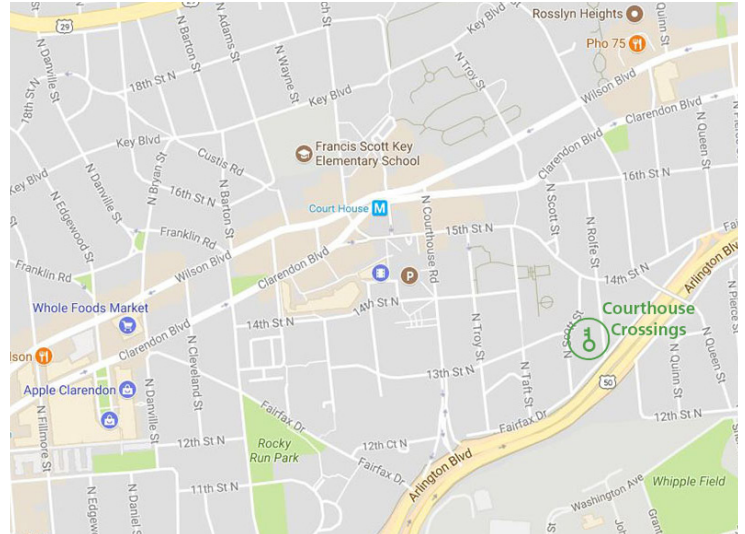 Rosslyn Heights
29
N Danville St
N Barton St
N Adams St
N Quinn St
Pho 75
18th St N
N Wayne St
Key Blvd
N Troy St
Wilson Blvd
18th St N
Key Blvd
Clarendon Blvd
N Pierce St
Key Blvd
Custis Rd
Francis Scott Key
Elementary School
N Queen St
N Bryan St
N Danville St
16th St N
16th St N
N Edgewood St
N Barton St
Court House
M
N Courthouse Rd
N Scott St
N Rolfe St
Franklin Rd
15th St N
Franklin Rd
Wilson Blvd
Clarendon Blvd
P
14th St N
Arlington Blvd
Whole Foods Market
14th St N
14th St N
Courthouse
Crossings
N Pierce St
Clarendon Blvd
N Troy St
N Scott St
N Queen St
Apple Clarendon
N Cleveland St
13th St N
N Taft St
50
N Quinn St
N Fillmore St
N Danville St
Fairfax Dr
Fairfax Dr
12th St N
12th St N
Rocky
Run Park
12th Ct N
Fairfax Dr
Arlington Blvd
11th St N
Washington Ave
Whipple Field